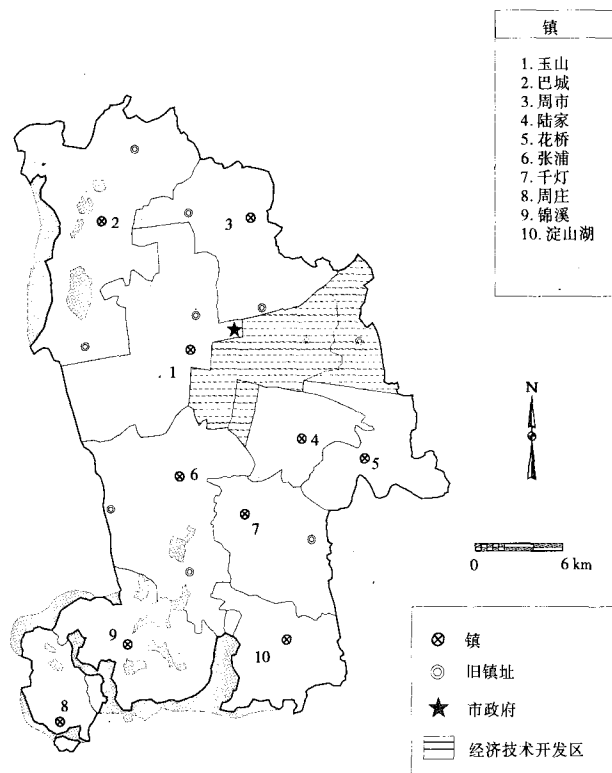 镇
1. 玉山
2. 巴城
3. 周市
4. 陆家
5. 花桥
6. 张浦
7. 千灯
8. 周庄
9. 锦溪
10. 淀山湖
2
3
1
4
5
6
7
9
10
8
N
0 6 km
镇
旧镇址
市政府
经济技术开发区